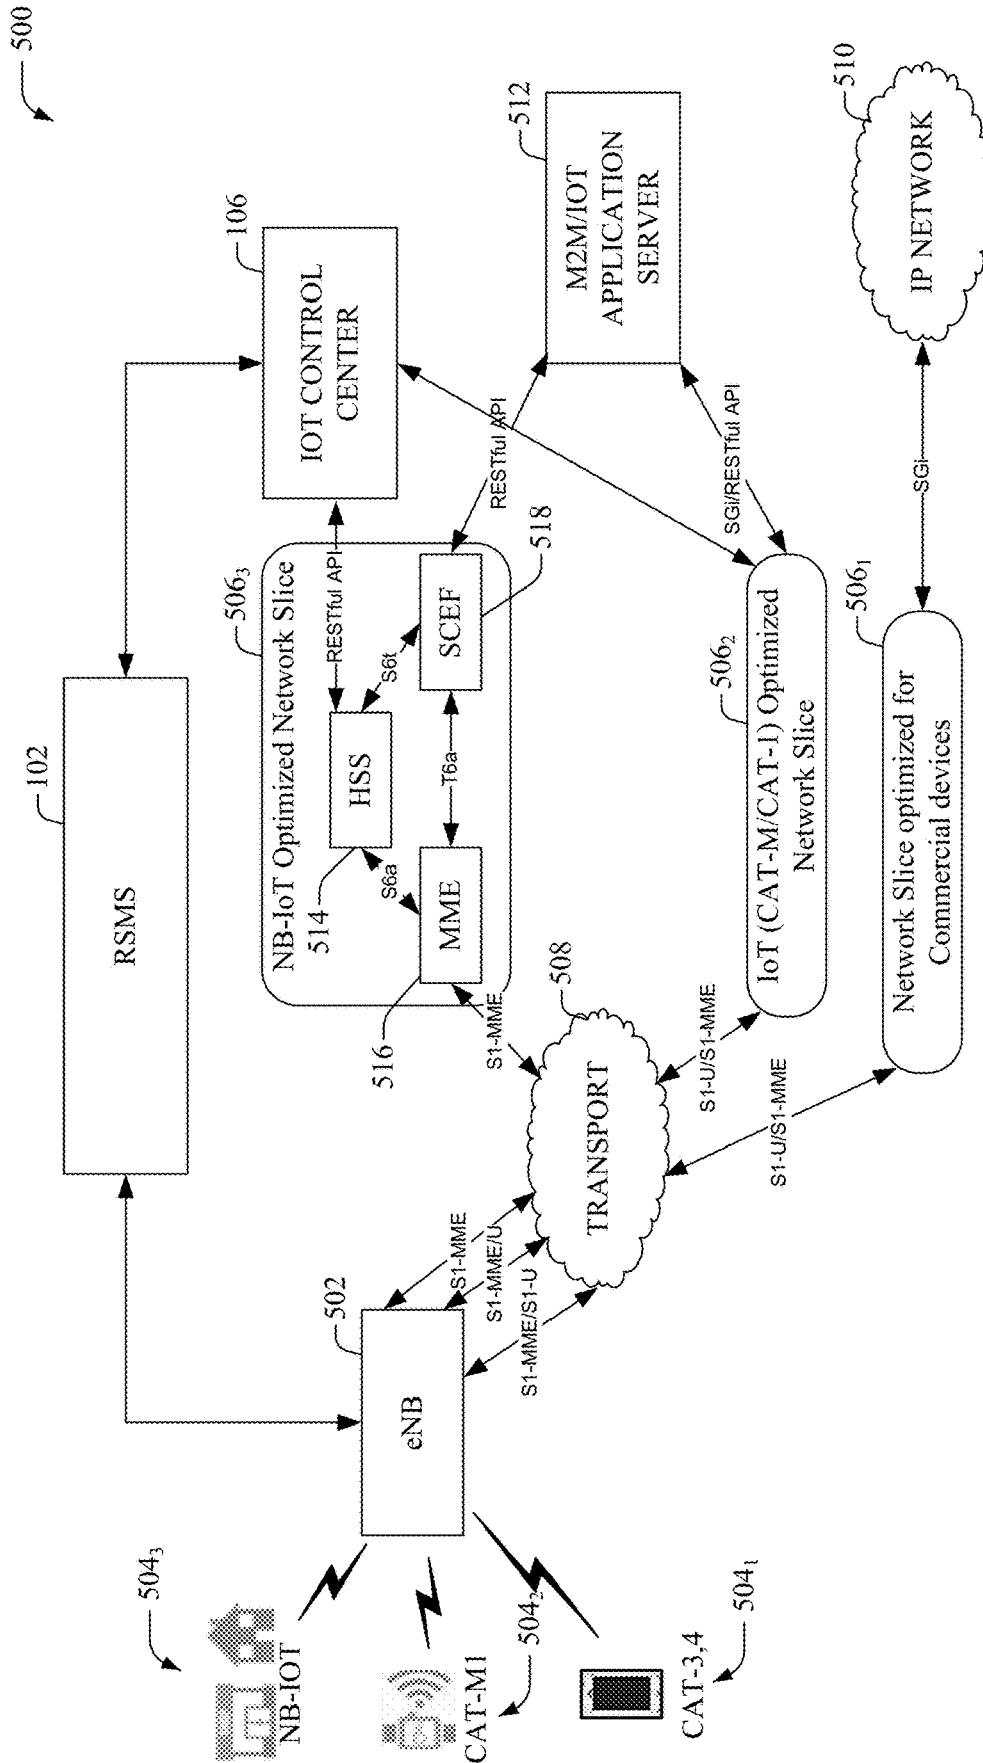 500
102
RSMS
106
IOT CONTROL
CENTER
506₃
NB-IoT Optimized Network Slice
RESTful API
514
HSS
S6a
S6t
516
MME
T6a
SCEF
518
S1-MME
RESTful API
512
M2M/IOT
APPLICATION
SERVER
SGi/RESTful API
504₃
NB-IOT
CAT-M1
504₂
CAT-3,4
504₁
502
eNB
S1-MME
S1-MME/U
S1-MME/S1-U
508
TRANSPORT
S1-U/S1-MME
S1-U/S1-MME
506₂
IoT (CAT-M/CAT-1) Optimized
Network Slice
506₁
Network Slice optimized for
Commercial devices
SGi
510
IP NETWORK